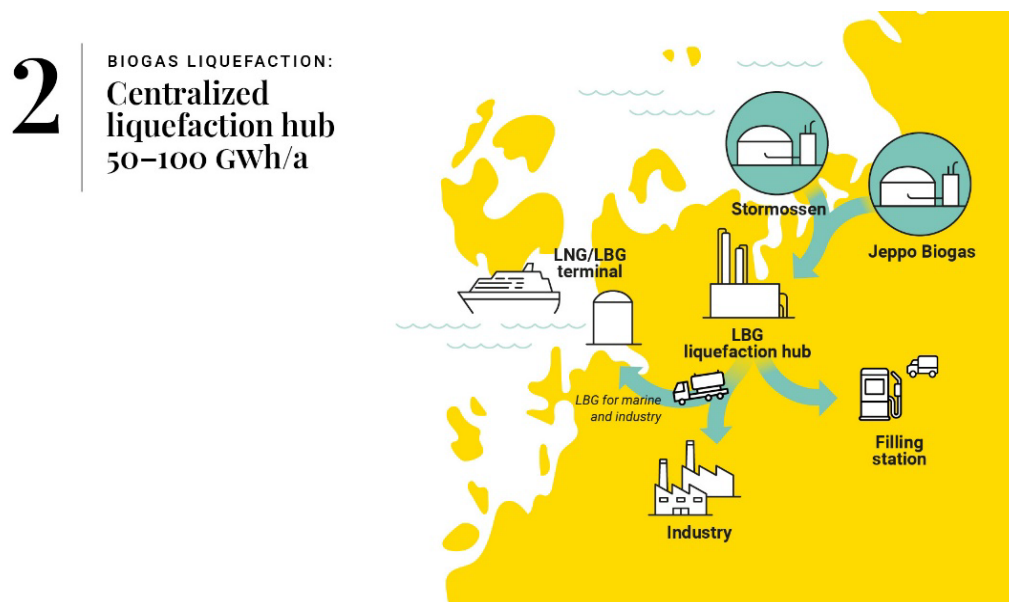 2
BIOGAS LIQUEFACTION:
Centralized
liquefaction hub
50–100 GWh/a
Stormossen
Jeppo Biogas
LNG/LBG
terminal
LBG
liquefaction hub
LBG for marine
and industry
Filling
station
Industry